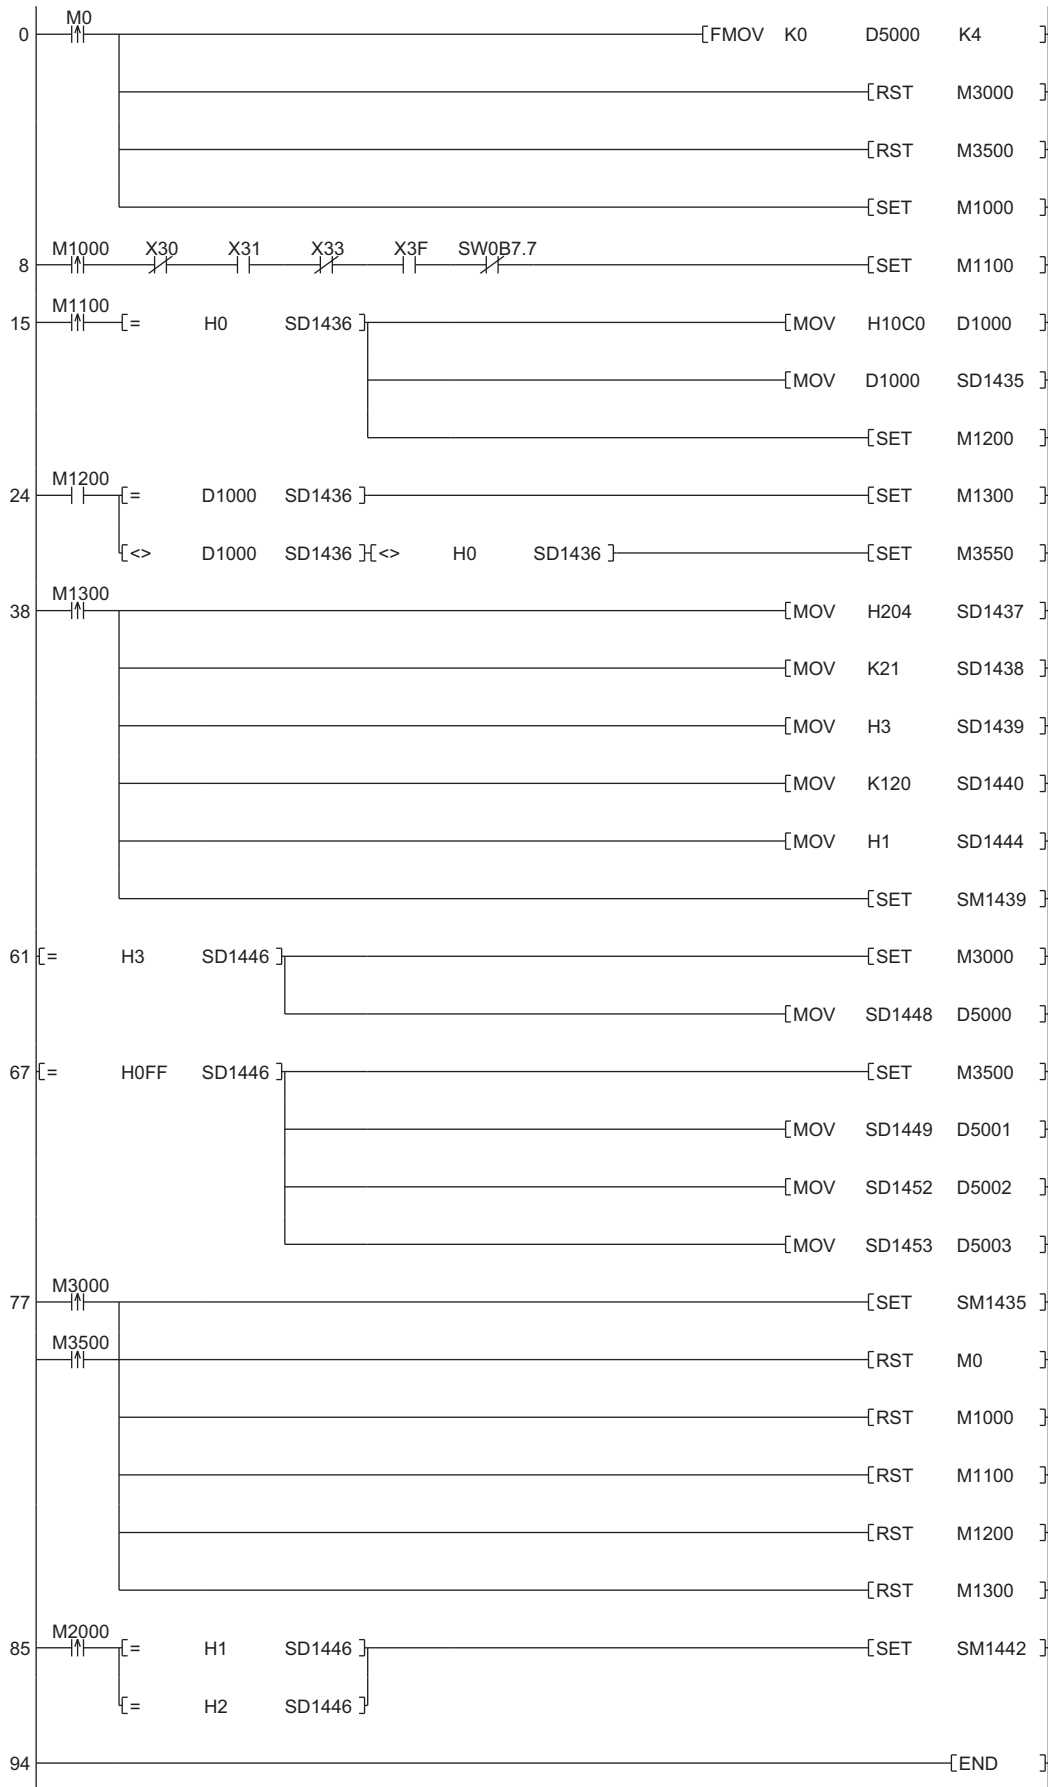 M0
0 [FMOV K0 D5000 K4 ]
[RST M3000 ]
[RST M3500 ]
[SET M1000 ]
M1000 X30 X31 X33 X3F SW0B7.7
8 [SET M1100 ]
M1100
15 [= H0 SD1436 ] [MOV H10C0 D1000 ]
[MOV D1000 SD1435 ]
[SET M1200 ]
M1200
24 [= D1000 SD1436 ] [SET M1300 ]
[<> D1000 SD1436 ] [<> H0 SD1436 ] [SET M3550 ]
M1300
38 [MOV H204 SD1437 ]
[MOV K21 SD1438 ]
[MOV H3 SD1439 ]
[MOV K120 SD1440 ]
[MOV H1 SD1444 ]
[SET SM1439 ]
61 [= H3 SD1446 ] [SET M3000 ]
[MOV SD1448 D5000 ]
67 [= H0FF SD1446 ] [SET M3500 ]
[MOV SD1449 D5001 ]
[MOV SD1452 D5002 ]
[MOV SD1453 D5003 ]
M3000
77 [SET SM1435 ]
M3500
[RST M0 ]
[RST M1000 ]
[RST M1100 ]
[RST M1200 ]
[RST M1300 ]
M2000
85 [= H1 SD1446 ] [SET SM1442 ]
[= H2 SD1446 ]
94 [END ]